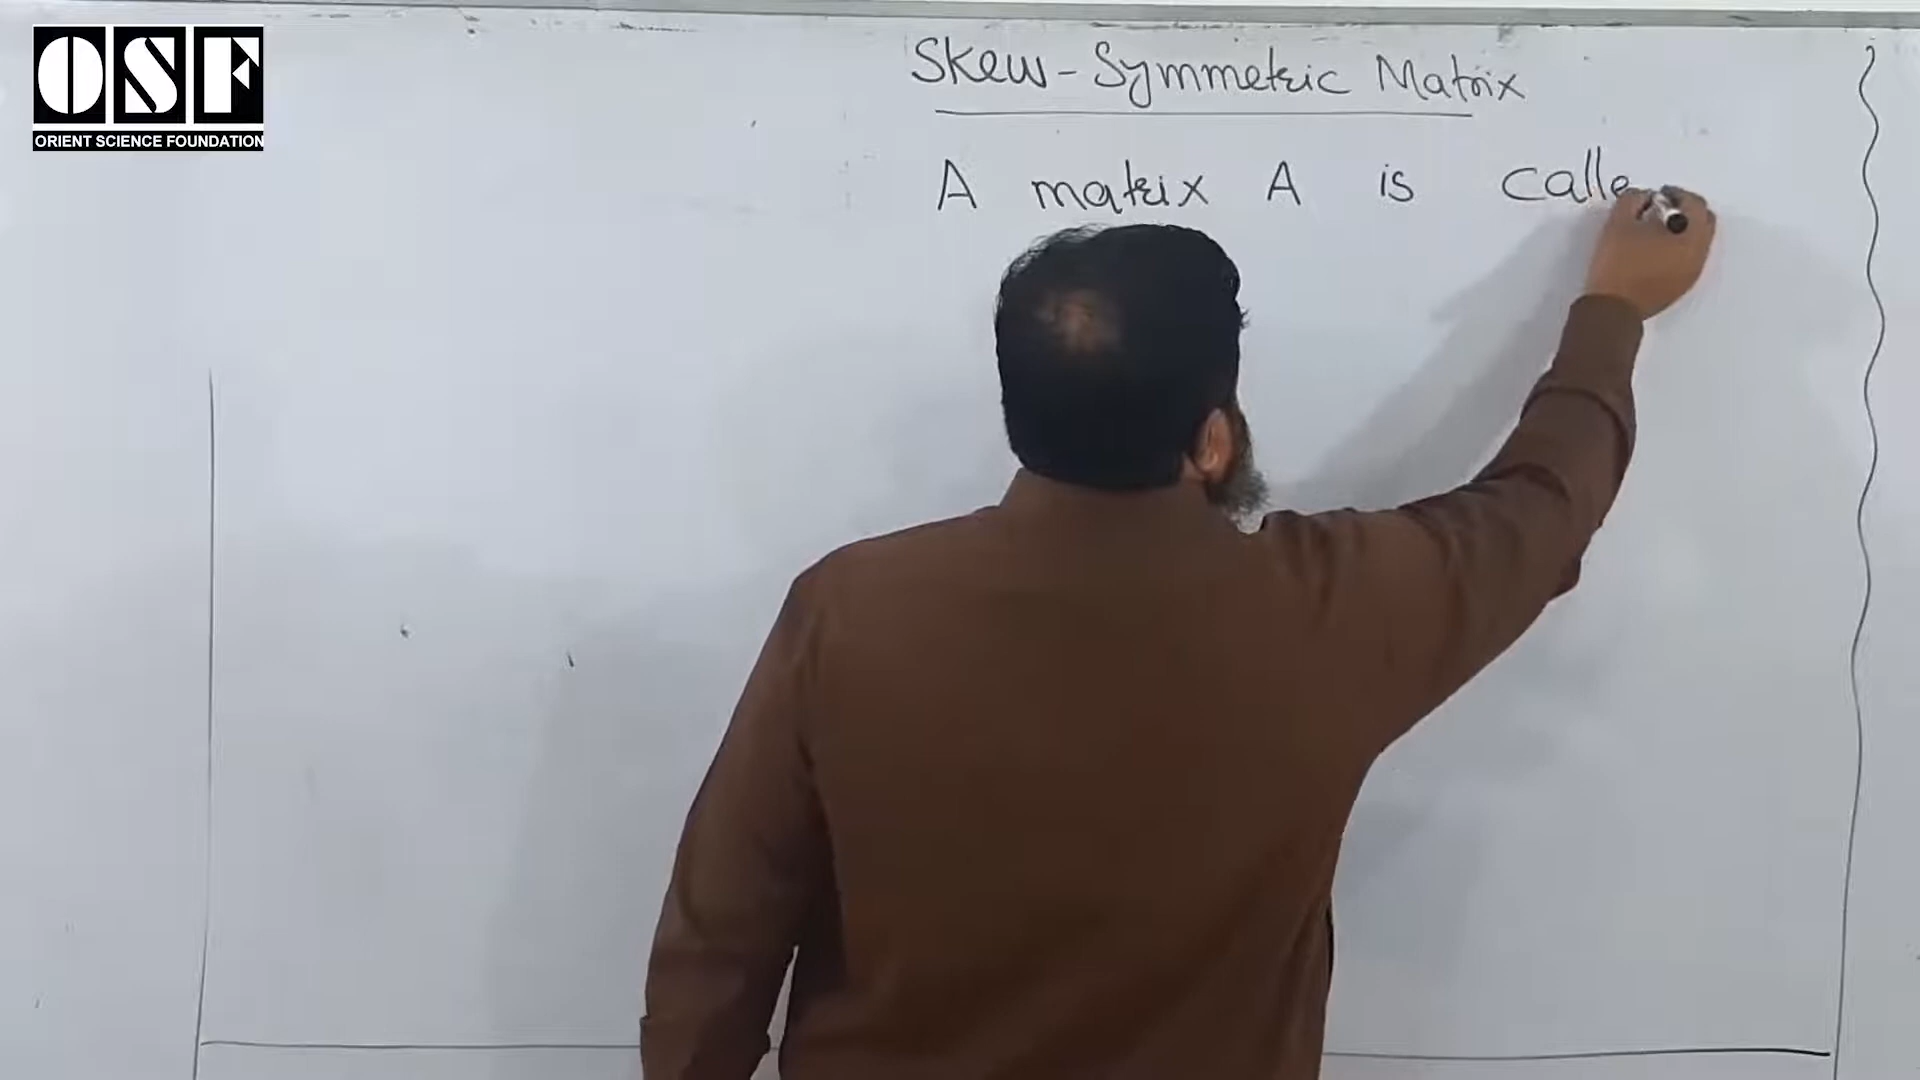 OSF
ORIENT SCIENCE FOUNDATION
Skew-Symmetric Matrix
A matrix A is calle